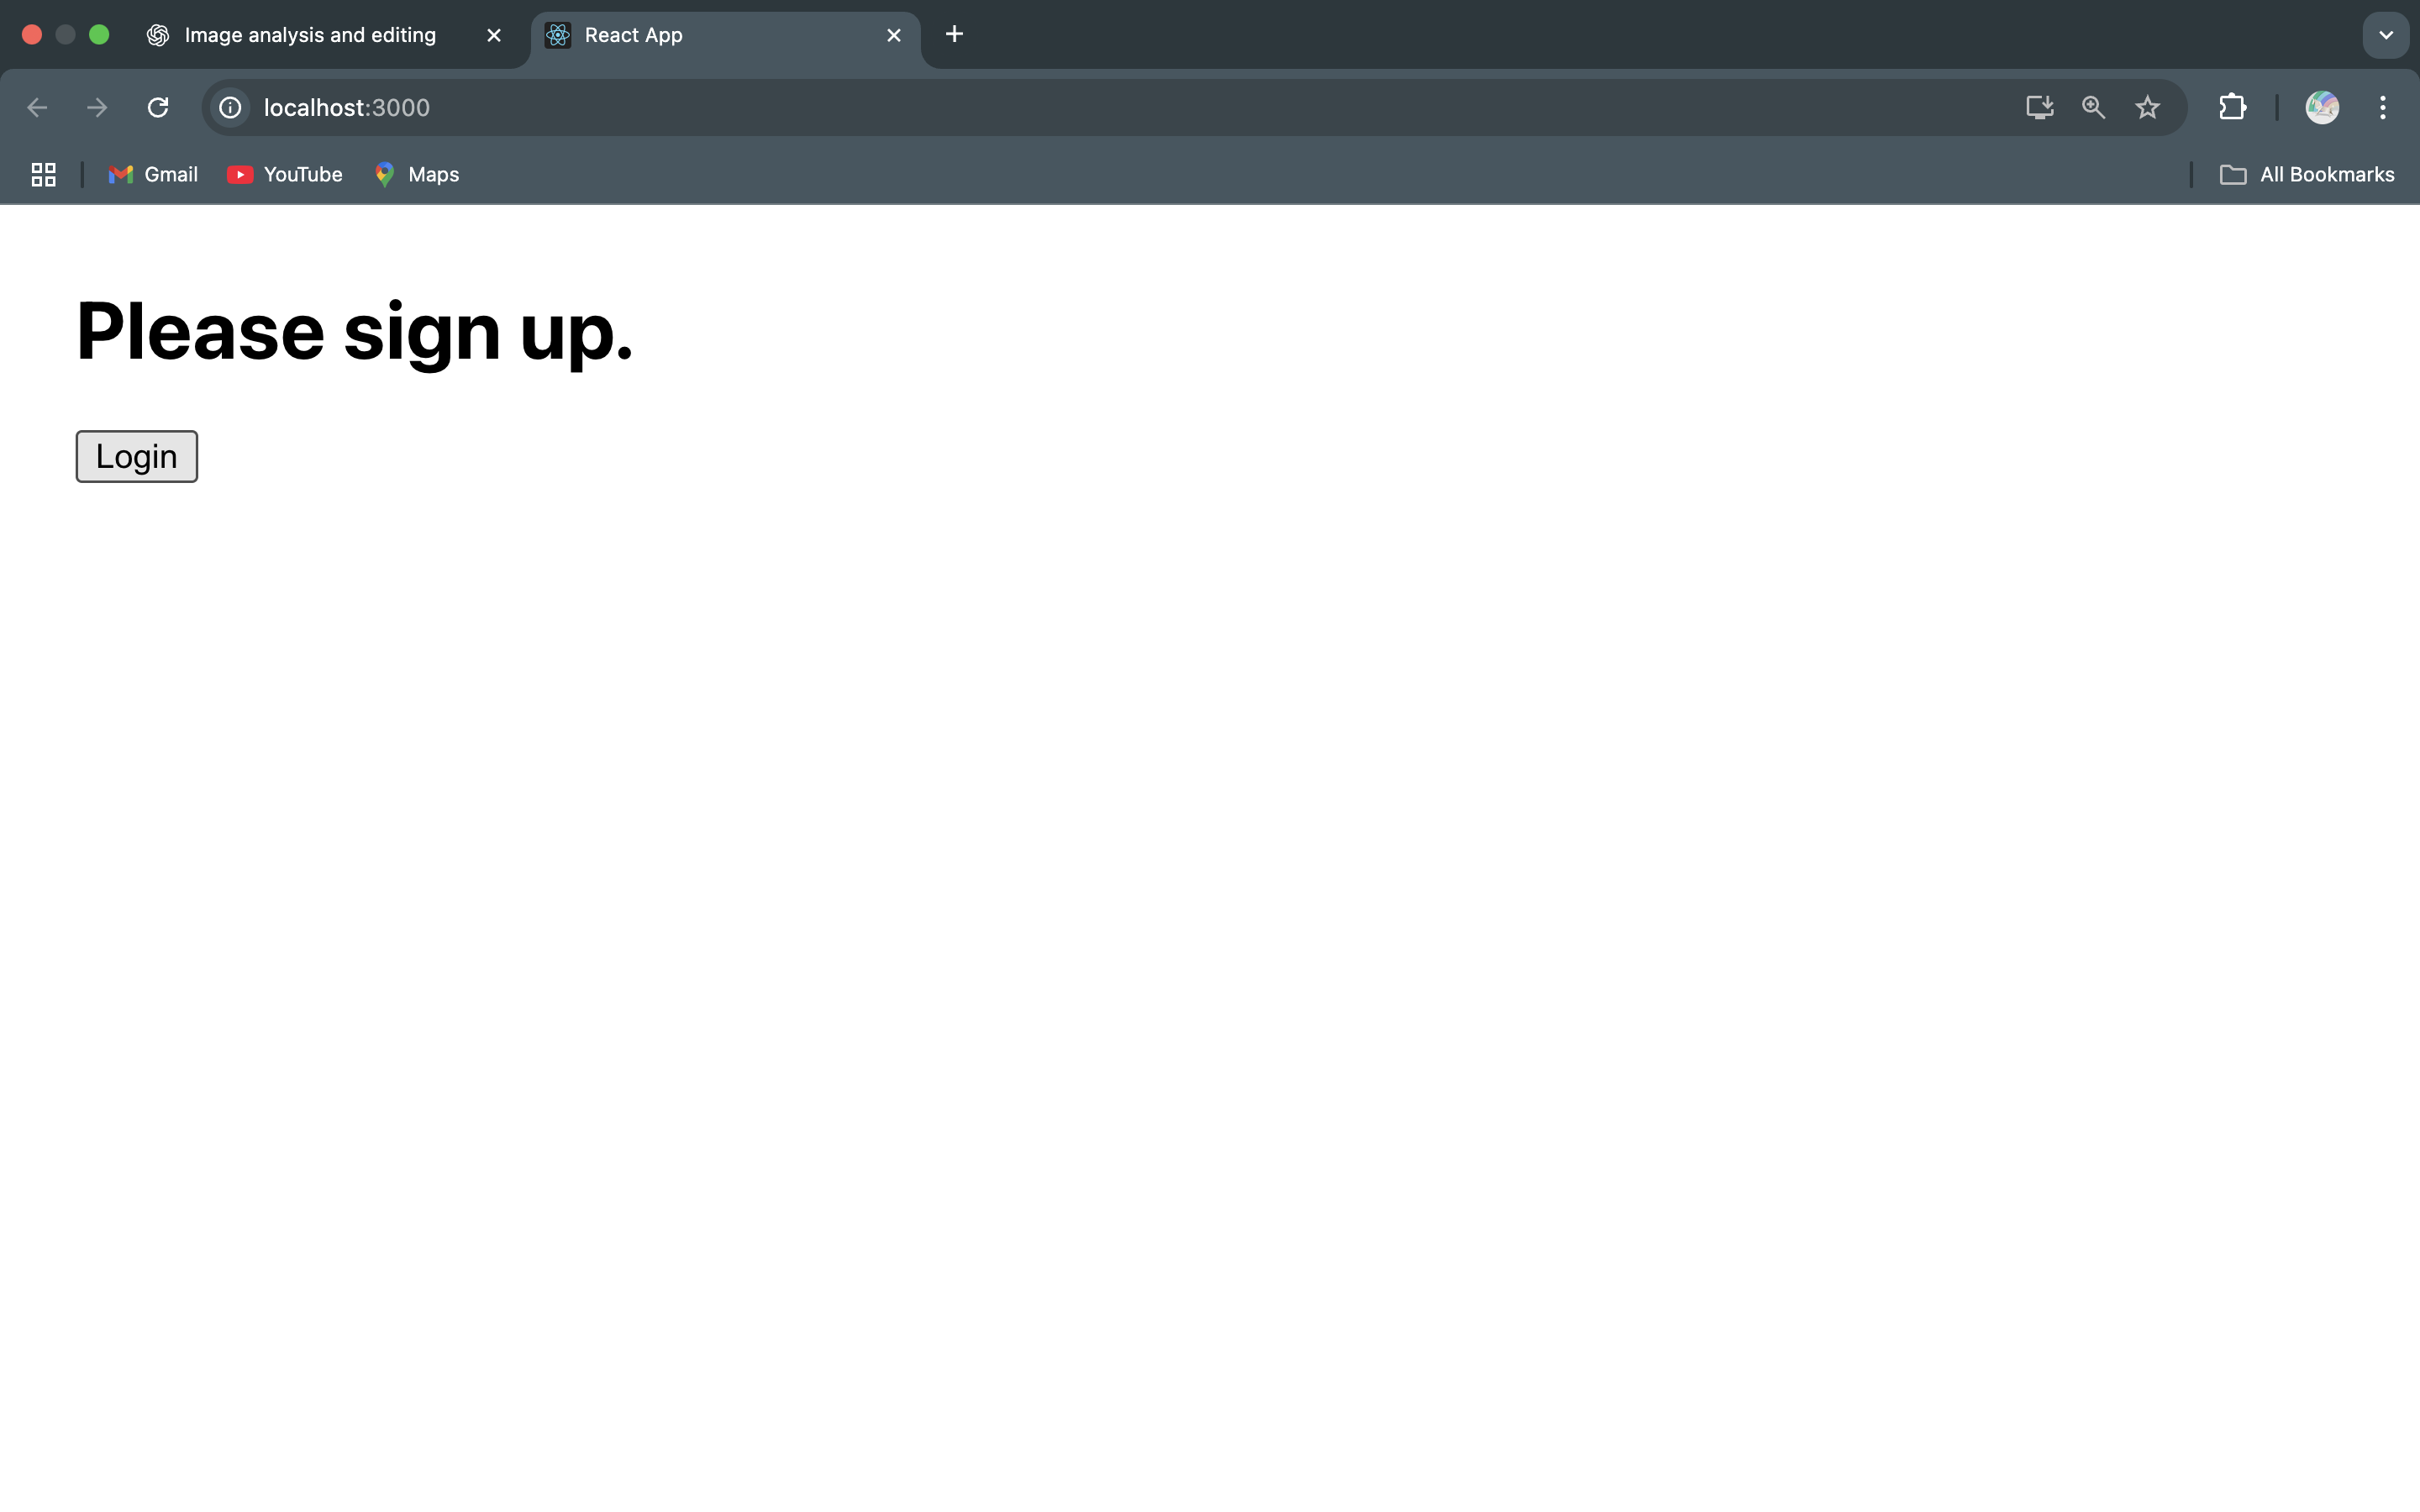 Image analysis and editing
React App
localhost:3000
Gmail
YouTube
Maps
All Bookmarks
Please sign up.
Login